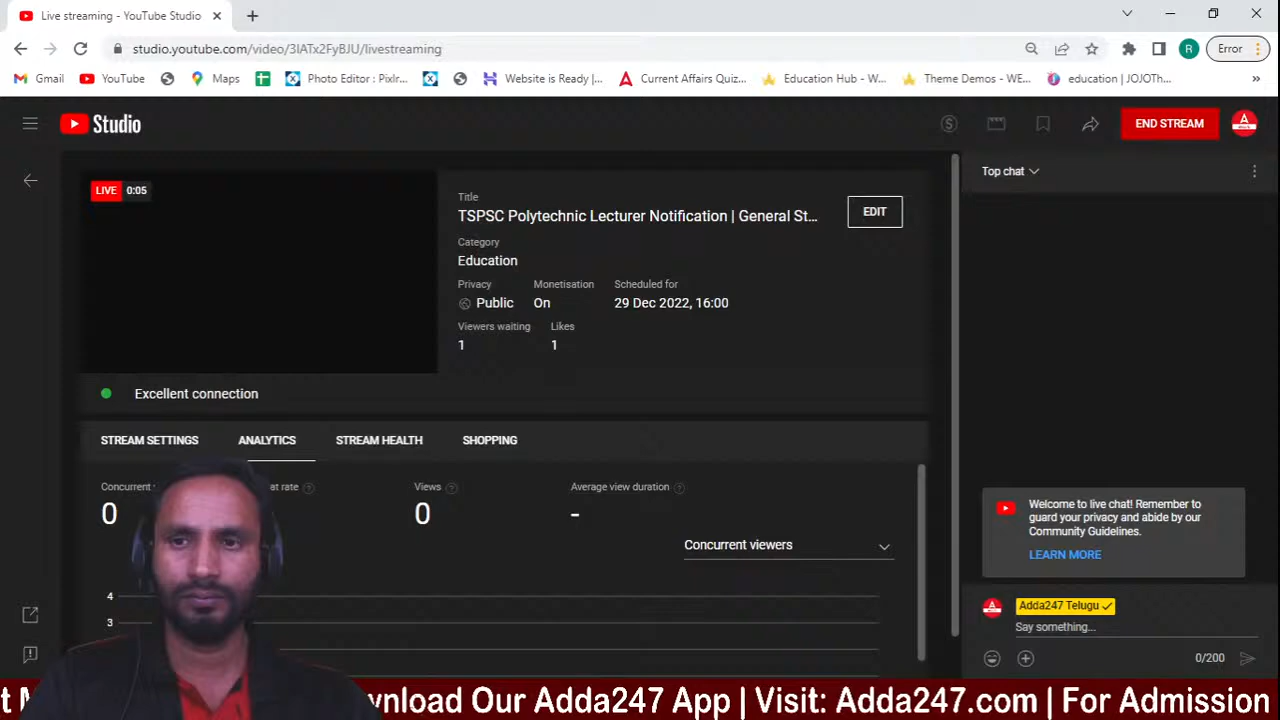 Live streaming - YouTube Studio
studio.youtube.com/video/3IATx2FyBJU/livestreaming
R
Error
Gmail
YouTube
Maps
Photo Editor : Pixlr...
Website is Ready |...
Current Affairs Quiz...
Education Hub - W...
Theme Demos - WE...
education | JOJOTh...
Studio
END STREAM
LIVE 0:05
Title
TSPSC Polytechnic Lecturer Notification | General St...
EDIT
Category
Education
Privacy Monetisation Scheduled for
Public On 29 Dec 2022, 16:00
Viewers waiting Likes
1 1
Excellent connection
STREAM SETTINGS ANALYTICS STREAM HEALTH SHOPPING
Concurrent at rate Views Average view duration
0 0 -
Concurrent viewers
4
3
Top chat
Welcome to live chat! Remember to
guard your privacy and abide by our
Community Guidelines.
LEARN MORE
Adda247 Telugu
Say something...
0/200
t M wnload Our Adda247 App | Visit: Adda247.com | For Admission